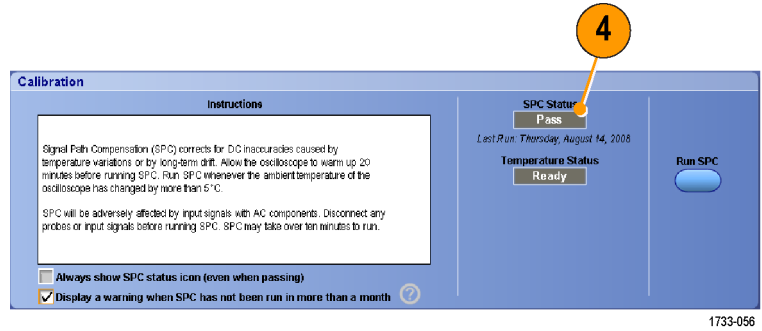 4
Calibration
Instructions
Signal Path Compensation (SPC) corrects for DC inaccuracies caused by
temperature variations or by long-term drift. Allow the oscilloscope to warm up 20
minutes before running SPC. Run SPC whenever the ambient temperature of the
oscilloscope has changed by more than 5°C.
SPC will be adversely affected by input signals with AC components. Disconnect any
probes or input signals before running SPC. SPC may take over ten minutes to run.
Always show SPC status icon (even when passing)
Display a warning when SPC has not been run in more than a month ?
SPC Status
Pass
Last Run: Thursday, August 14, 2008
Temperature Status
Ready
Run SPC
1733-056